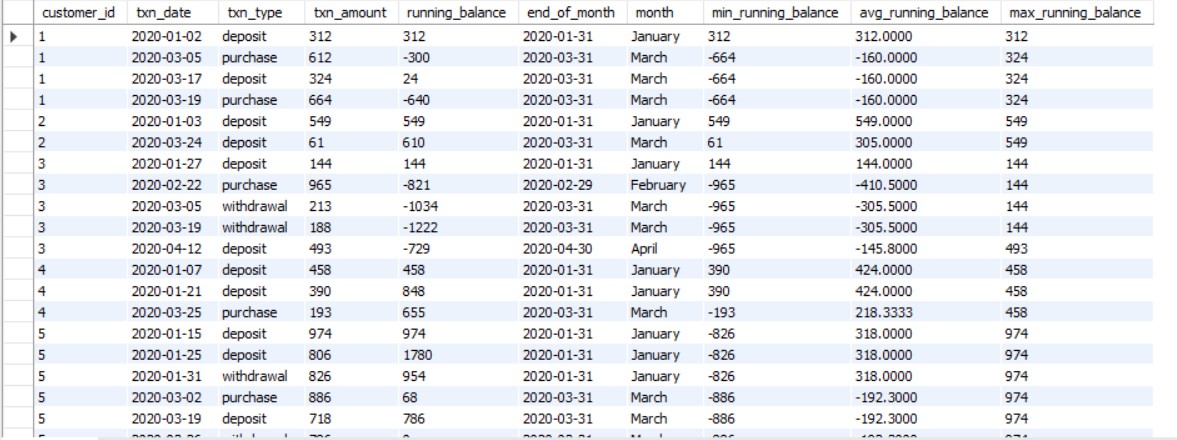 customer_id txn_date txn_type txn_amount running_balance end_of_month month min_running_balance avg_running_balance max_running_balance
1 2020-01-02 deposit 312 312 2020-01-31 January 312 312.0000 312
1 2020-03-05 purchase 612 -300 2020-03-31 March -664 -160.0000 324
1 2020-03-17 deposit 324 24 2020-03-31 March -664 -160.0000 324
1 2020-03-19 purchase 664 -640 2020-03-31 March -664 -160.0000 324
2 2020-01-03 deposit 549 549 2020-01-31 January 549 549.0000 549
2 2020-03-24 deposit 61 610 2020-03-31 March 61 305.0000 549
3 2020-01-27 deposit 144 144 2020-01-31 January 144 144.0000 144
3 2020-02-22 purchase 965 -821 2020-02-29 February -965 -410.5000 144
3 2020-03-05 withdrawal 213 -1034 2020-03-31 March -965 -305.5000 144
3 2020-03-19 withdrawal 188 -1222 2020-03-31 March -965 -305.5000 144
3 2020-04-12 deposit 493 -729 2020-04-30 April -965 -145.8000 493
4 2020-01-07 deposit 458 458 2020-01-31 January 390 424.0000 458
4 2020-01-21 deposit 390 848 2020-01-31 January 390 424.0000 458
4 2020-03-25 purchase 193 655 2020-03-31 March -193 218.3333 458
5 2020-01-15 deposit 974 974 2020-01-31 January -826 318.0000 974
5 2020-01-25 deposit 806 1780 2020-01-31 January -826 318.0000 974
5 2020-01-31 withdrawal 826 954 2020-01-31 January -826 318.0000 974
5 2020-03-02 purchase 886 68 2020-03-31 March -886 -192.3000 974
5 2020-03-19 deposit 718 786 2020-03-31 March -886 -192.3000 974